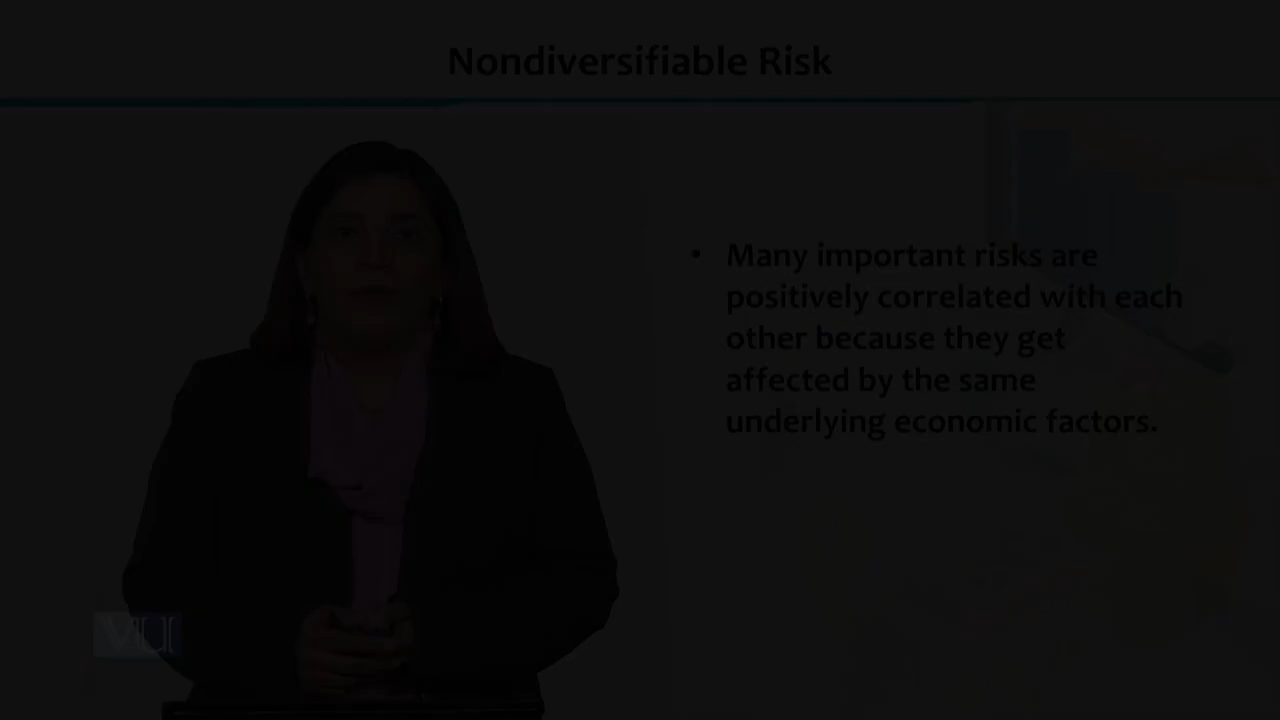 Nondiversifiable Risk
• Many important risks are
positively correlated with each
other because they get
affected by the same
underlying economic factors.
VU